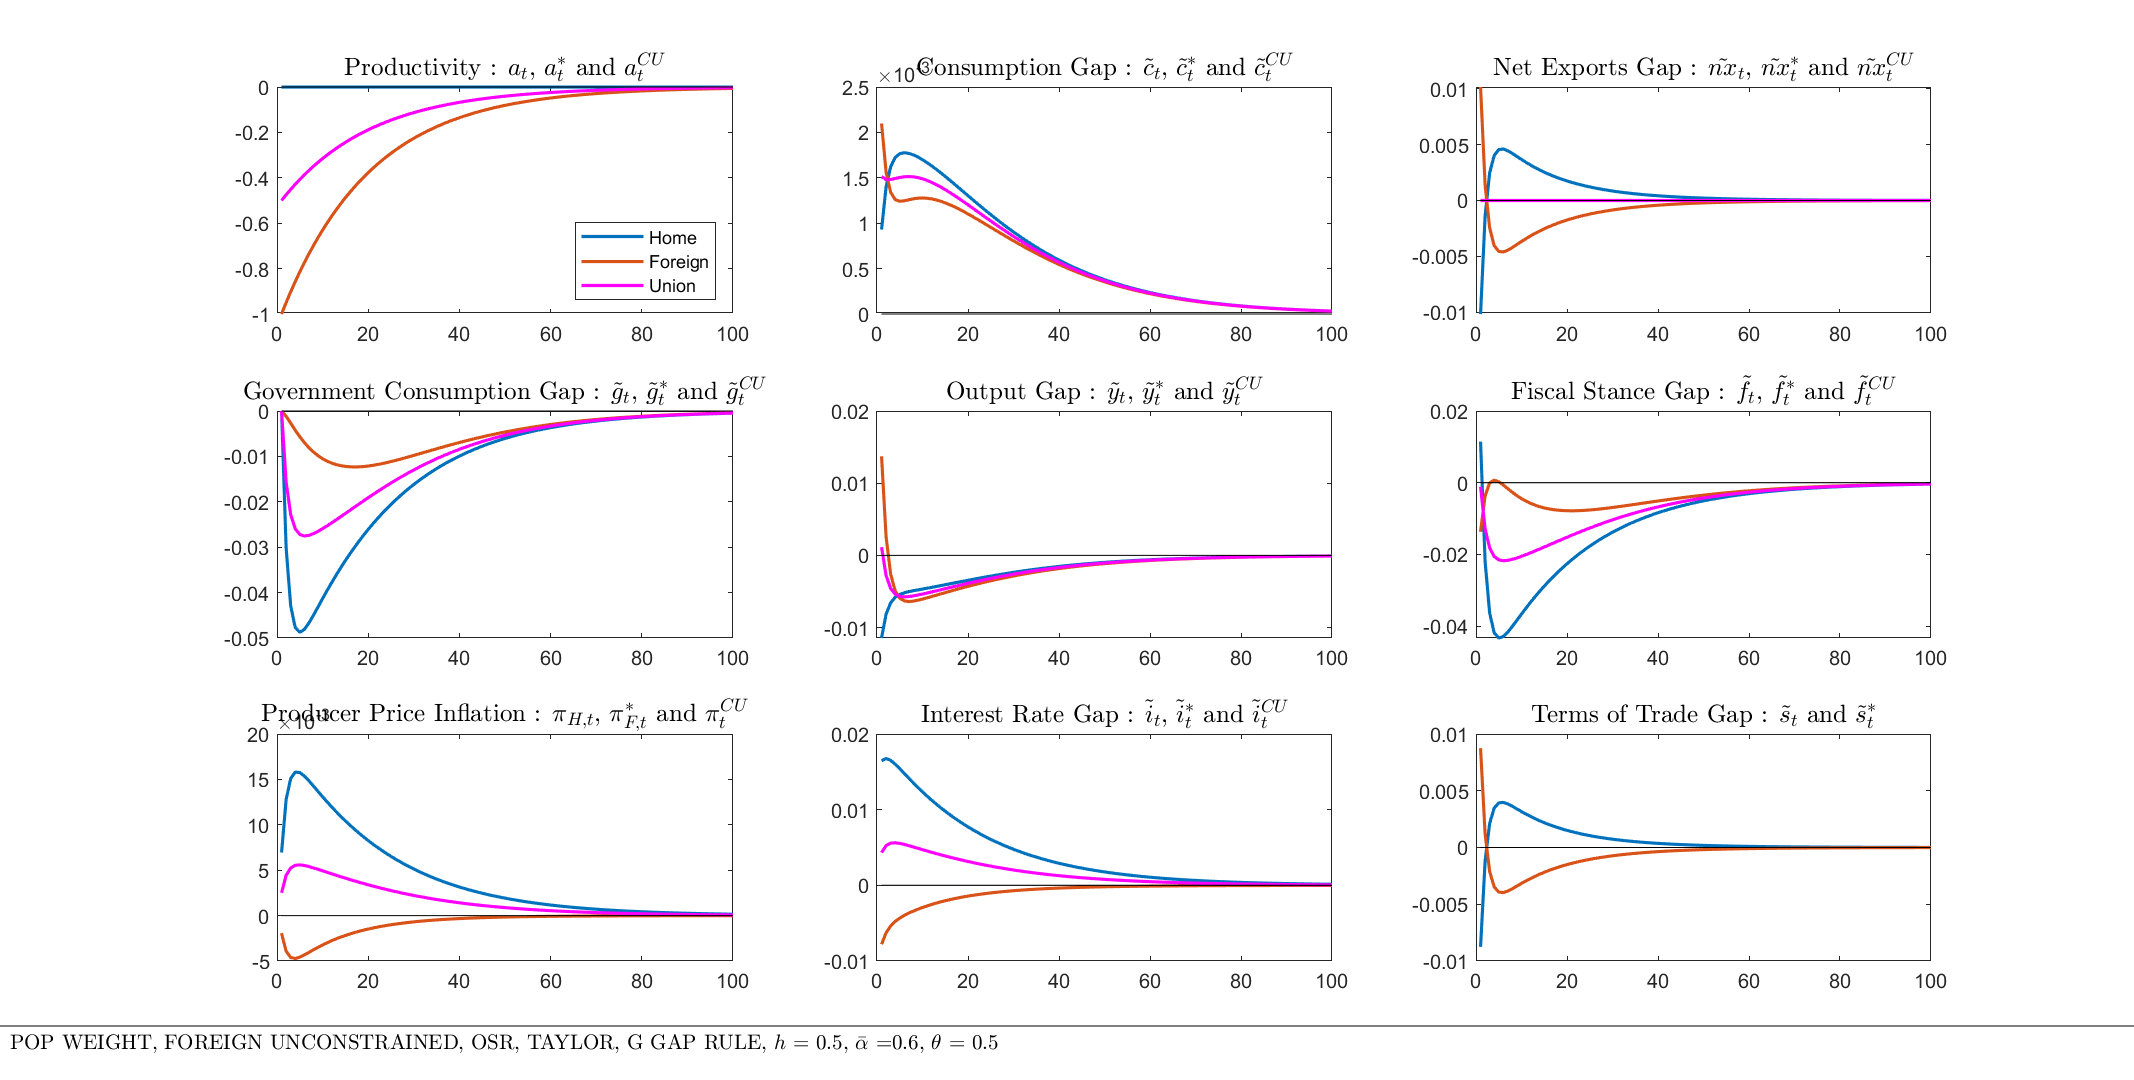 Productivity : a_t, a_t^* and a_t^{CU}
0
-0.2
-0.4
-0.6
-0.8
-1
0 20 40 60 80 100
Home
Foreign
Union
Consumption Gap : c̃_t, c̃_t^* and c̃_t^{CU}
2.5
2
1.5
1
0.5
0
0 20 40 60 80 100
Net Exports Gap : ñx_t, ñx_t^* and ñx_t^{CU}
0.01
0.005
0
-0.005
-0.01
0 20 40 60 80 100
Government Consumption Gap : g̃_t, g̃_t^* and g̃_t^{CU}
0
-0.01
-0.02
-0.03
-0.04
-0.05
0 20 40 60 80 100
Output Gap : ỹ_t, ỹ_t^* and ỹ_t^{CU}
0.02
0.01
0
-0.01
0 20 40 60 80 100
Fiscal Stance Gap : f̃_t, f̃_t^* and f̃_t^{CU}
0.02
0
-0.02
-0.04
0 20 40 60 80 100
Producer Price Inflation : π_{H,t}, π_{F,t}^* and π_t^{CU}
20
15
10
5
0
-5
0 20 40 60 80 100
Interest Rate Gap : ĩ_t, ĩ_t^* and ĩ_t^{CU}
0.02
0.01
0
-0.01
0 20 40 60 80 100
Terms of Trade Gap : s̃_t and s̃_t^*
0.01
0.005
0
-0.005
-0.01
0 20 40 60 80 100
POP WEIGHT, FOREIGN UNCONSTRAINED, OSR, TAYLOR, G GAP RULE, h = 0.5, ᾱ =0.6, θ = 0.5